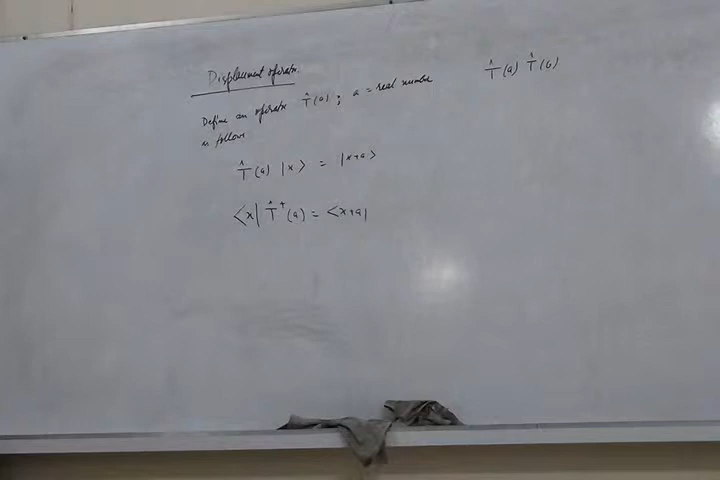 Displacement operator
Define an operator T̂(a) ; a = real number
as follows
T̂(a) |x⟩ = |x+a⟩
⟨x| T̂†(a) = ⟨x+a|
T̂(a) T̂(b)